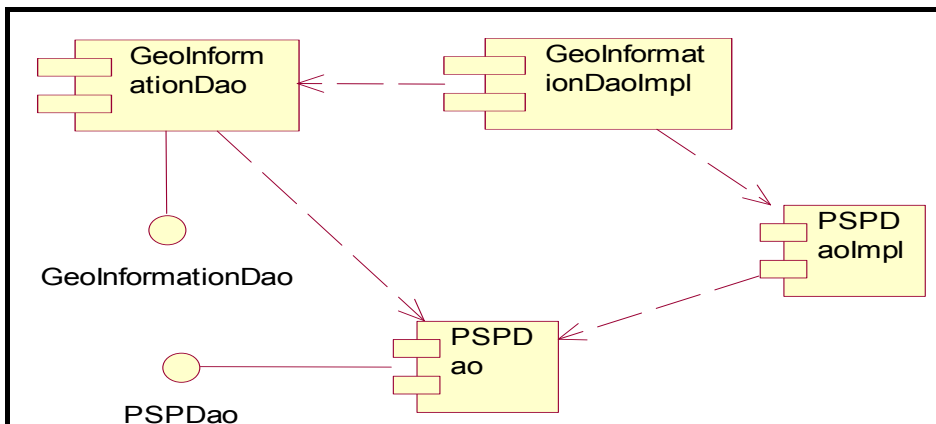 GeoInform
ationDao
GeoInformat
ionDaoImpl
PSPD
aoImpl
GeoInformationDao
PSPD
ao
PSPDao